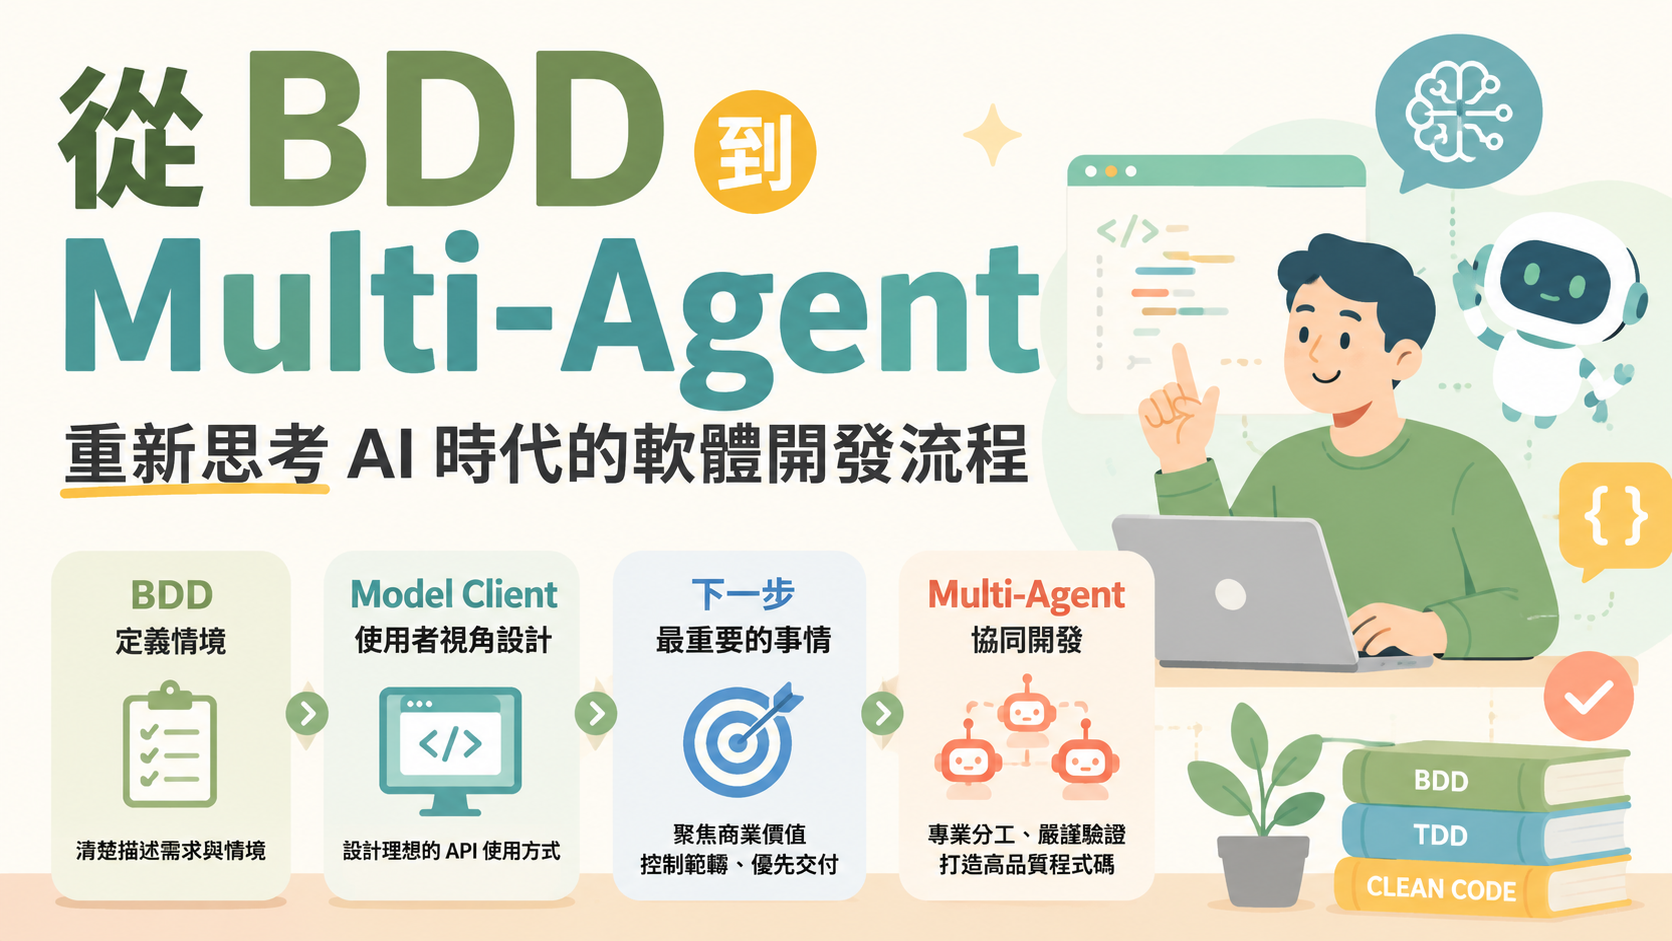 從 BDD 到
Multi-Agent
重新思考 AI 時代的軟體開發流程
</>
BDD
定義情境
清楚描述需求與情境
Model Client
使用者視角設計
</>
設計理想的 API 使用方式
下一步
最重要的事情
聚焦商業價值
控制範疇、優先交付
Multi-Agent
協同開發
專業分工、嚴謹驗證
打造高品質程式碼
{ }
BDD
TDD
CLEAN CODE